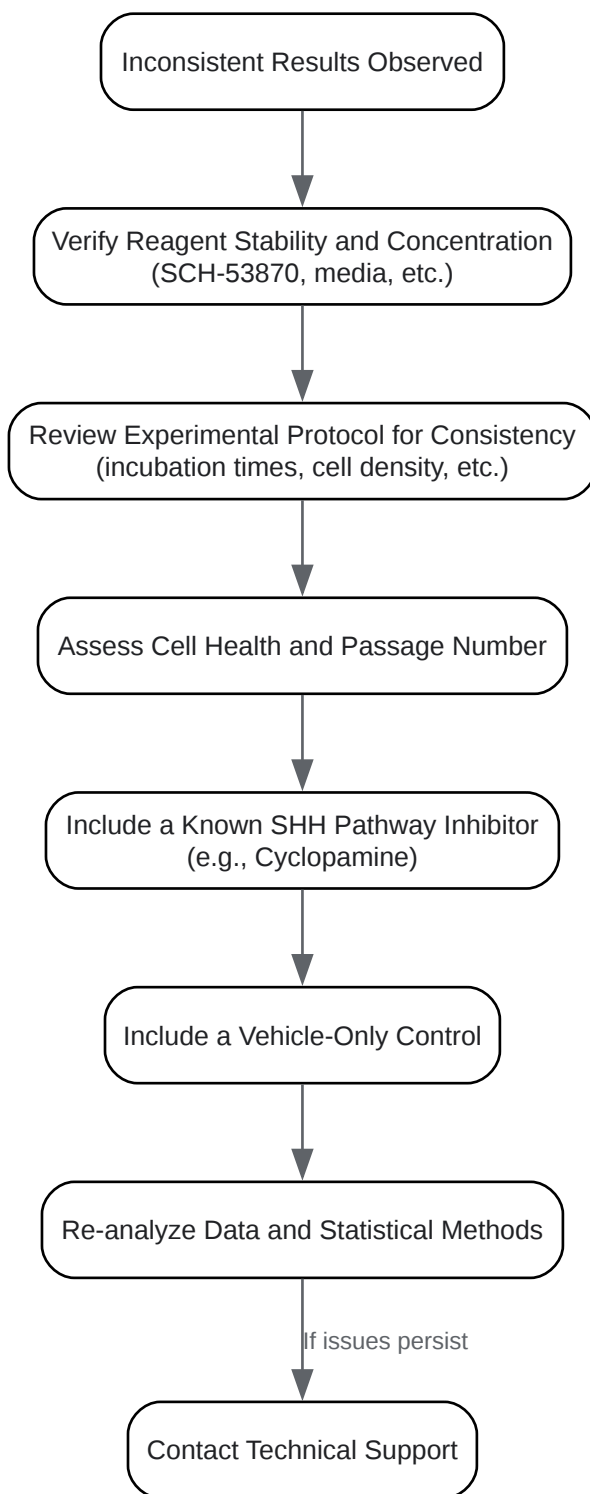 Inconsistent Results Observed
Verify Reagent Stability and Concentration
(SCH-53870, media, etc.)
Review Experimental Protocol for Consistency
(incubation times, cell density, etc.)
Assess Cell Health and Passage Number
Include a Known SHH Pathway Inhibitor
(e.g., Cyclopamine)
Include a Vehicle-Only Control
Re-analyze Data and Statistical Methods
If issues persist
Contact Technical Support